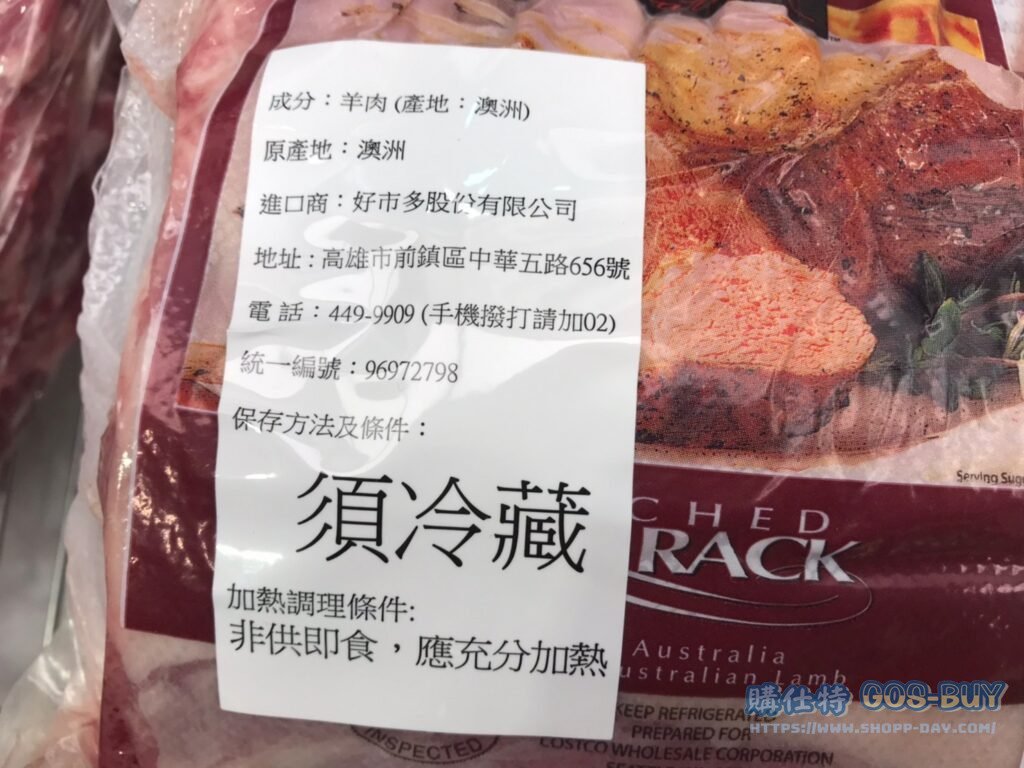 成分：羊肉 (產地：澳洲)
原產地：澳洲
進口商：好市多股份有限公司
地址：高雄市前鎮區中華五路656號
電話：449-9909 (手機撥打請加02)
統一編號：96972798
保存方法及條件：
須冷藏
加熱調理條件:
非供即食，應充分加熱
Serving
CHED
RACK
Australia
ustralian Lamb
KEEP REFRIGERATED
PREPARED FOR
COSTCO WHOLESALE CORPORATION
INSPECTED
購仕特 GOS-BUY
HTTPS://WWW.SHOPP-DAY.COM/